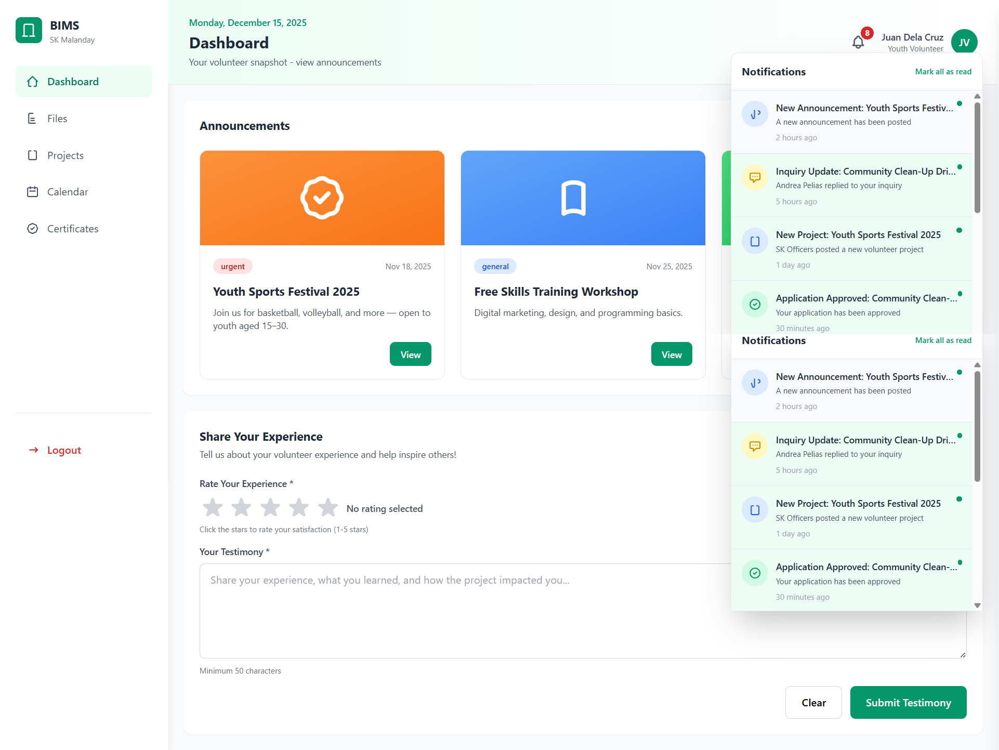 BIMS
SK Malanday
Dashboard
Files
Projects
Calendar
Certificates
Logout
Monday, December 15, 2025
Dashboard
Your volunteer snapshot - view announcements
8
Juan Dela Cruz
Youth Volunteer
JV
Announcements
urgent
Nov 18, 2025
Youth Sports Festival 2025
Join us for basketball, volleyball, and more — open to
youth aged 15–30.
View
general
Nov 25, 2025
Free Skills Training Workshop
Digital marketing, design, and programming basics.
View
Notifications
Mark all as read
New Announcement: Youth Sports Festiv...
A new announcement has been posted
2 hours ago
Inquiry Update: Community Clean-Up Dri...
Andrea Pelias replied to your inquiry
5 hours ago
New Project: Youth Sports Festival 2025
SK Officers posted a new volunteer project
1 day ago
Application Approved: Community Clean-...
Your application has been approved
30 minutes ago
Notifications
Mark all as read
New Announcement: Youth Sports Festiv...
A new announcement has been posted
2 hours ago
Inquiry Update: Community Clean-Up Dri...
Andrea Pelias replied to your inquiry
5 hours ago
New Project: Youth Sports Festival 2025
SK Officers posted a new volunteer project
1 day ago
Application Approved: Community Clean-...
Your application has been approved
30 minutes ago
Share Your Experience
Tell us about your volunteer experience and help inspire others!
Rate Your Experience *
No rating selected
Click the stars to rate your satisfaction (1-5 stars)
Your Testimony *
Share your experience, what you learned, and how the project impacted you...
Minimum 50 characters
Clear
Submit Testimony